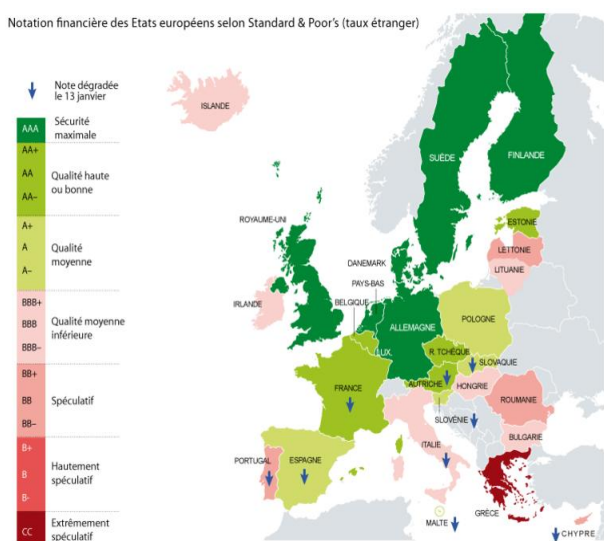 Notation financière des Etats européens selon Standard & Poor's (taux étranger)
Note dégradée
le 13 janvier
AAA
Sécurité
maximale
AA+
AA
AA–
Qualité haute
ou bonne
A+
A
A–
Qualité
moyenne
BBB+
BBB
BBB–
Qualité moyenne
inférieure
BB+
BB
BB–
Spéculatif
B+
B
B-
Hautement
spéculatif
CC
Extrêmement
spéculatif
ISLANDE
SUÈDE
FINLANDE
ROYAUME-UNI
ESTONIE
LETTONIE
LITUANIE
DANEMARK
PAYS-BAS
BELGIQUE
IRLANDE
ALLEMAGNE
POLOGNE
LUX.
R. TCHÈQUE
SLOVAQUIE
FRANCE
AUTRICHE
HONGRIE
ROUMANIE
SLOVÉNIE
ITALIE
BULGARIE
PORTUGAL
ESPAGNE
GRÈCE
MALTE
CHYPRE